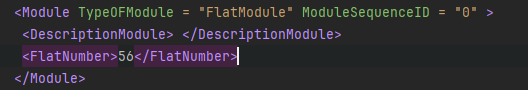 <Module TypeOFModule = "FlatModule" ModuleSequenceID = "0" >
<DescriptionModule> </DescriptionModule>
<FlatNumber>56</FlatNumber>
</Module>